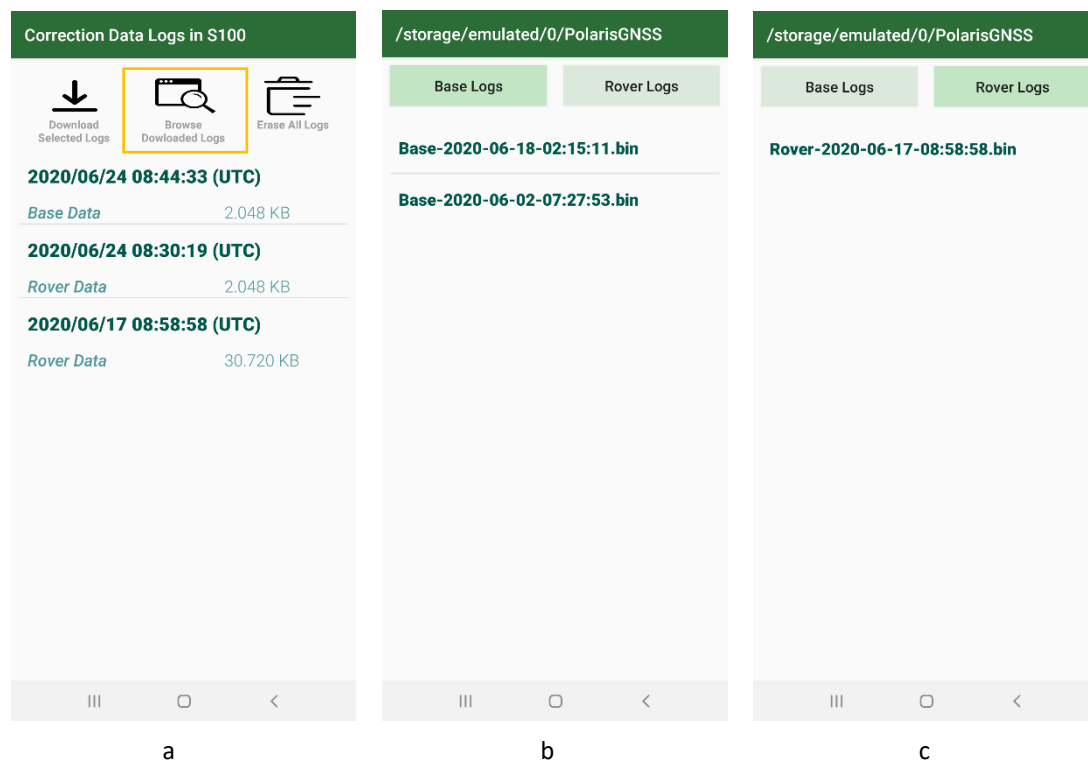 Correction Data Logs in S100
Download
Selected Logs
Browse
Dowloaded Logs
Erase All Logs
2020/06/24 08:44:33 (UTC)
Base Data 2.048 KB
2020/06/24 08:30:19 (UTC)
Rover Data 2.048 KB
2020/06/17 08:58:58 (UTC)
Rover Data 30.720 KB
a
/storage/emulated/0/PolarisGNSS
Base Logs Rover Logs
Base-2020-06-18-02:15:11.bin
Base-2020-06-02-07:27:53.bin
b
/storage/emulated/0/PolarisGNSS
Base Logs Rover Logs
Rover-2020-06-17-08:58:58.bin
c